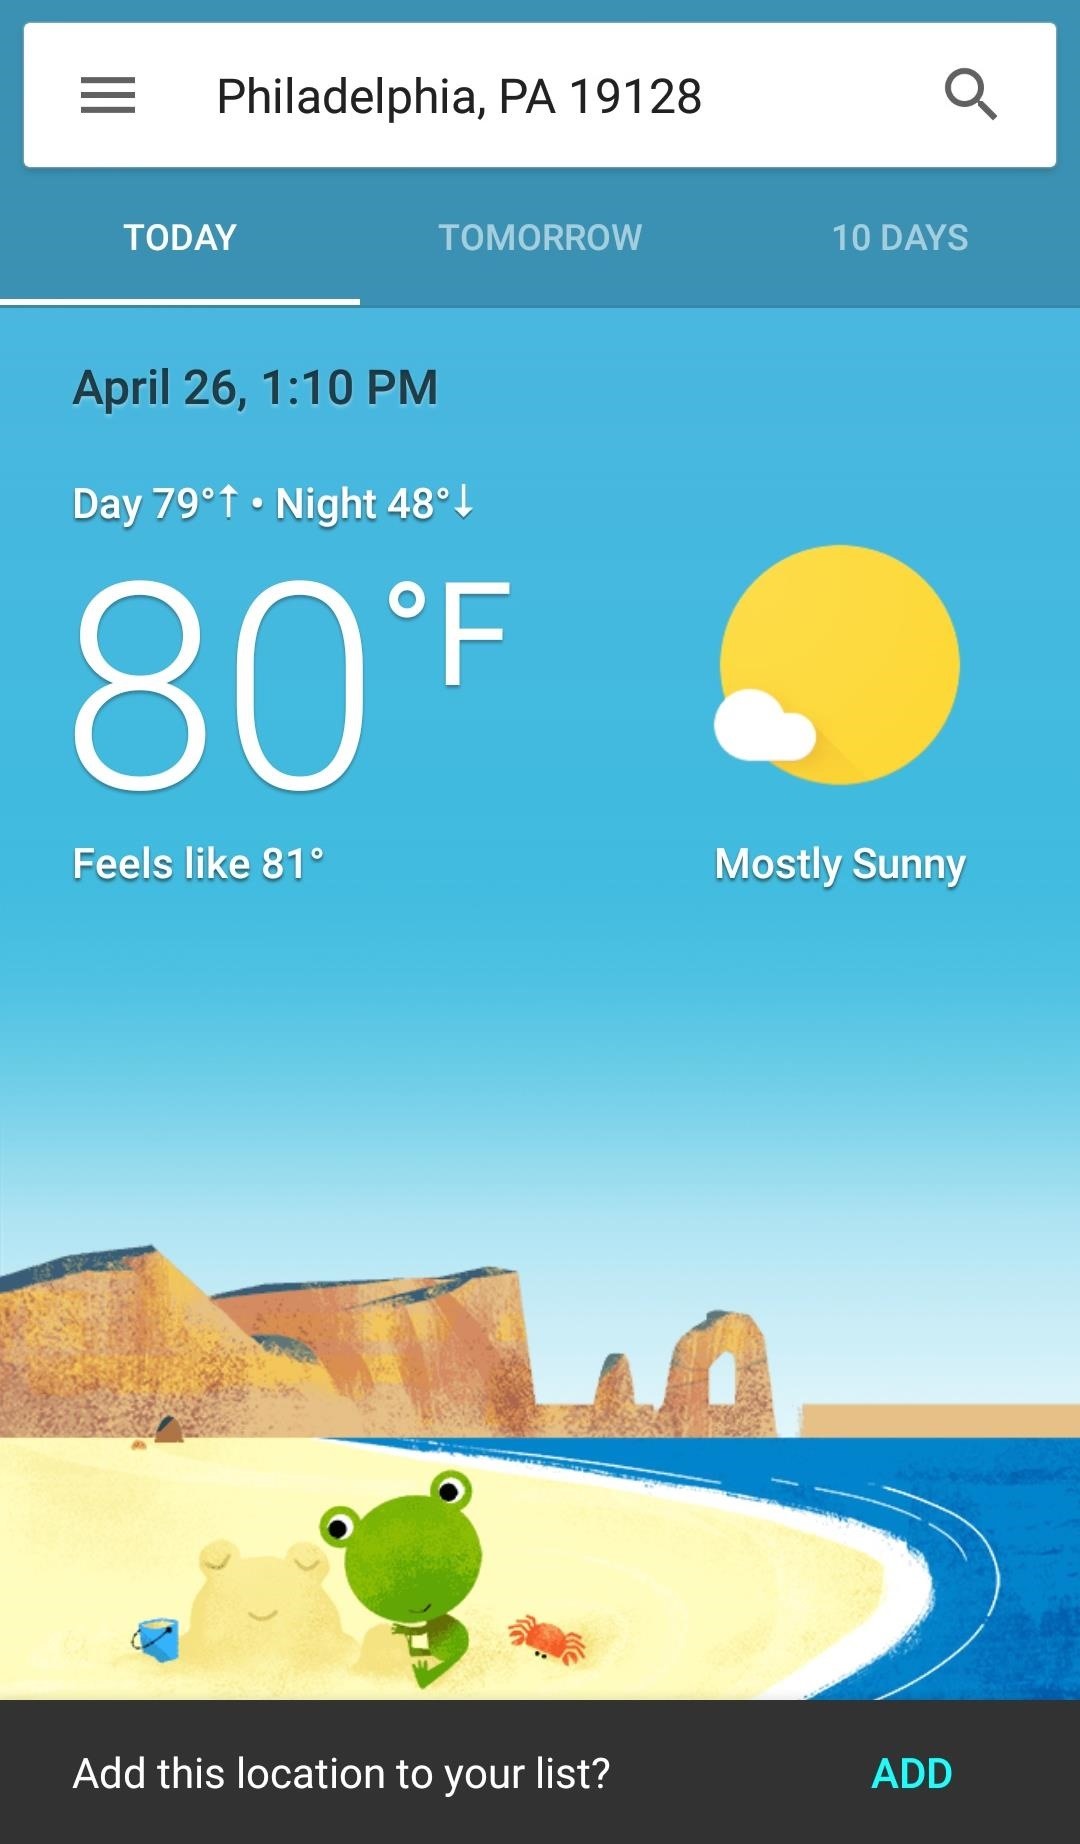 Philadelphia, PA 19128
TODAY TOMORROW 10 DAYS
April 26, 1:10 PM
Day 79°↑ • Night 48°↓
80°F
Feels like 81° Mostly Sunny
Add this location to your list? ADD